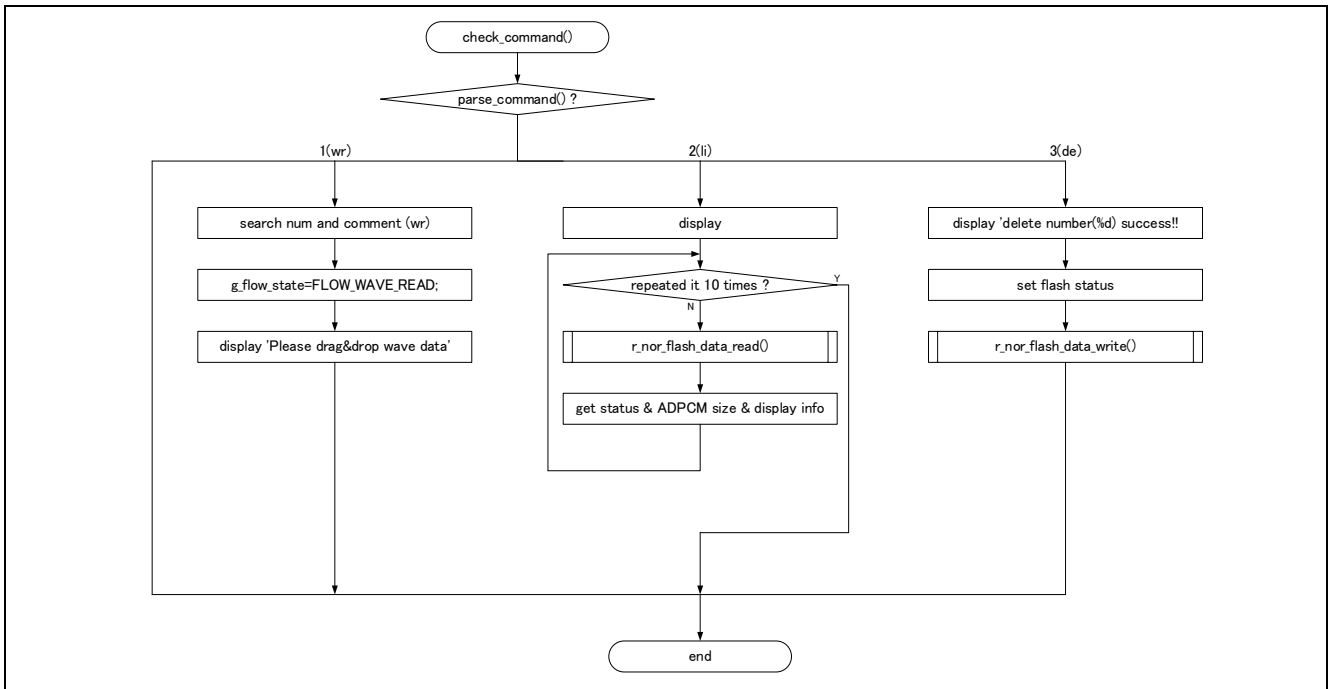 check_command()
parse_command() ?
1(wr)
2(li)
3(de)
search num and comment (wr)
display
display 'delete number(%d) success!!
g_flow_state=FLOW_WAVE_READ;
repeated it 10 times ?
Y
set flash status
N
display 'Please drag&drop wave data'
r_nor_flash_data_read()
r_nor_flash_data_write()
get status & ADPCM size & display info
end